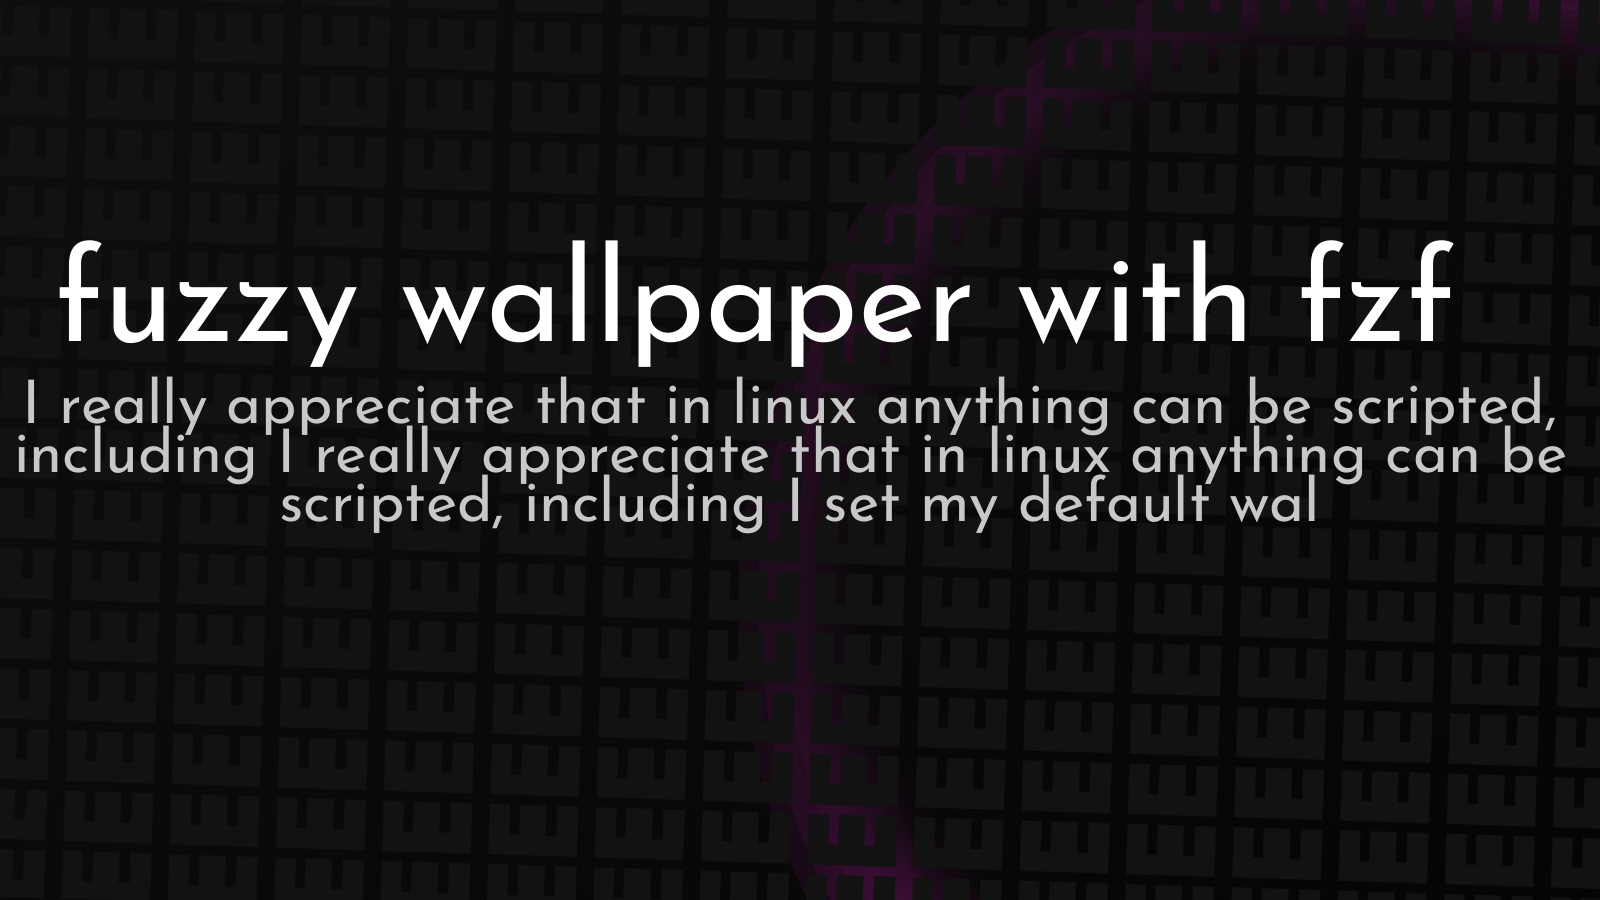 fuzzy wallpaper with fzf
I really appreciate that in linux anything can be scripted,
including I really appreciate that in linux anything can be
scripted, including I set my default wal